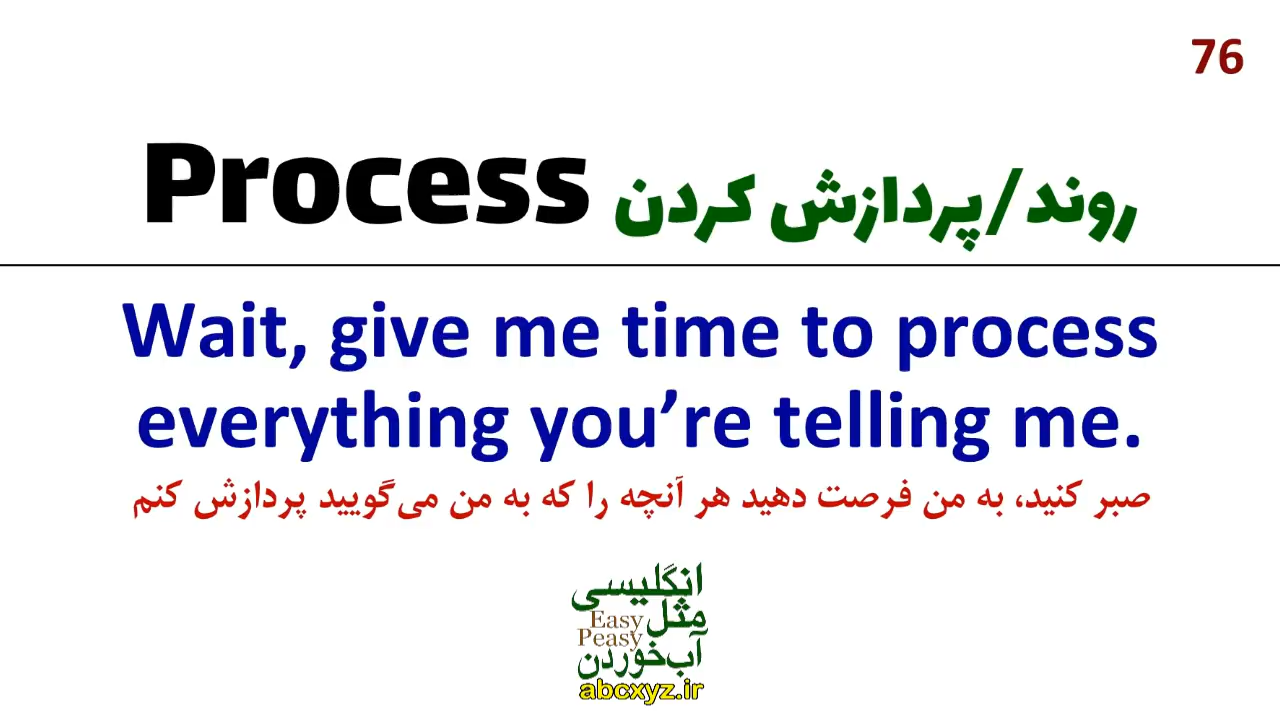 76
Process روند/پردازش کردن
Wait, give me time to process
everything you’re telling me.
صبر کنید، به من فرصت دهید هر آنچه را که به من می‌گویید پردازش کنم
انگلیسی
مثل
Easy
Peasy
آب‌خوردن
abcxyz.ir